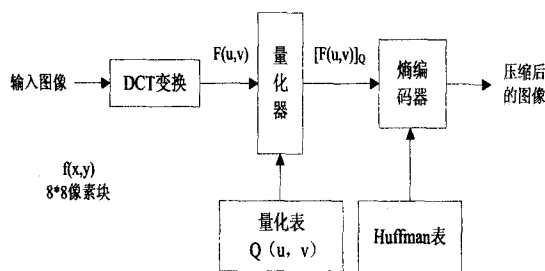 输入图像
DCT变换
F(u,v)
量
化
器
[F(u,v)]Q
熵编
码器
压缩后
的图像
f(x,y)
8*8像素块
量化表
Q（u，v）
Huffman表